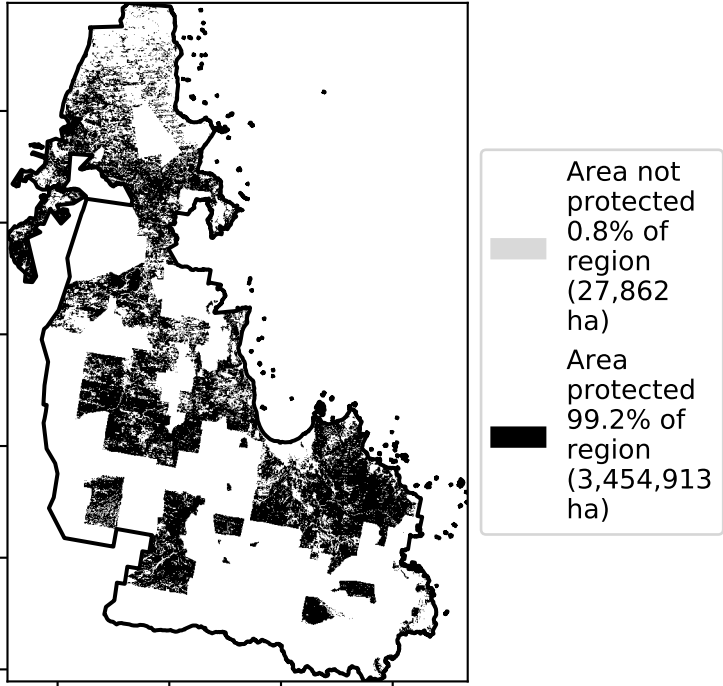 Area not
protected
0.8% of
region
(27,862
ha)
Area
protected
99.2% of
region
(3,454,913
ha)